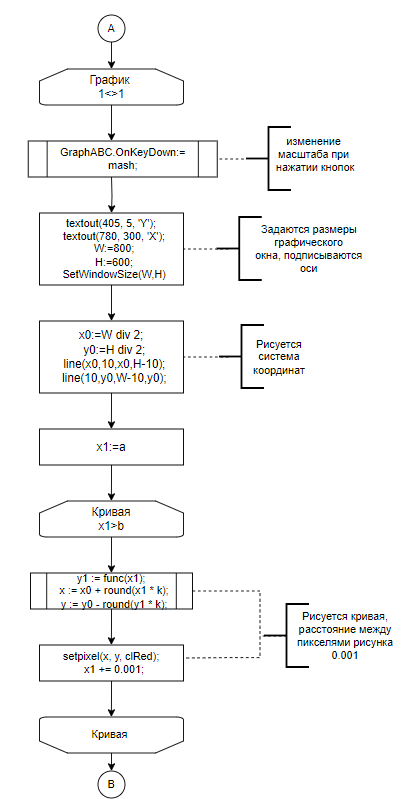 A
График
1<>1
GraphABC.OnKeyDown:=
mash;
изменение
масштаба при
нажатии кнопок
textout(405, 5, 'Y');
textout(780, 300, 'X');
W:=800;
H:=600;
SetWindowSize(W,H)
Задаются размеры
графического
окна, подписываются
оси
x0:=W div 2;
y0:=H div 2;
line(x0,10,x0,H-10);
line(10,y0,W-10,y0);
Рисуется
система
координат
x1:=a
Кривая
x1>b
y1 := func(x1);
x := x0 + round(x1 * k);
y := y0 - round(y1 * k);
Рисуется кривая,
расстояние между
пикселями рисунка
0.001
setpixel(x, y, clRed);
x1 += 0.001;
Кривая
B